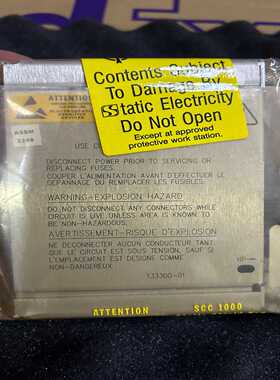 Contents Subject
To Damage By
Static Electricity
Do Not Open
Except at approved
protective work station.
ATTENTION
DISCONNECT POWER PRIOR TO SERVICING OR
REPLACING FUSES.
COUPER L'ALIMENTATION AVANT D'EFFECTUER LE
DEPANNAGE OU REMPLACER LES FUSIBLES.
WARNING-EXPLOSION HAZARD
DO NOT DISCONNECT ANY CONNECTORS WHILE
CIRCUIT IS LIVE UNLESS AREA IS KNOWN TO
BE NON-HAZARDOUS
AVERTISSEMENT-RISQUE D'EXPLOSION
NE DECONNECTER AUCUN CONDUCTEUR TANT
QUE LE CIRCUIT EST SOUS TENSION, SAUF SI
L'EMPLACEMENT EST DESIGNE COMME
NON-DANGEREUX
ATTENTION SCC 1000